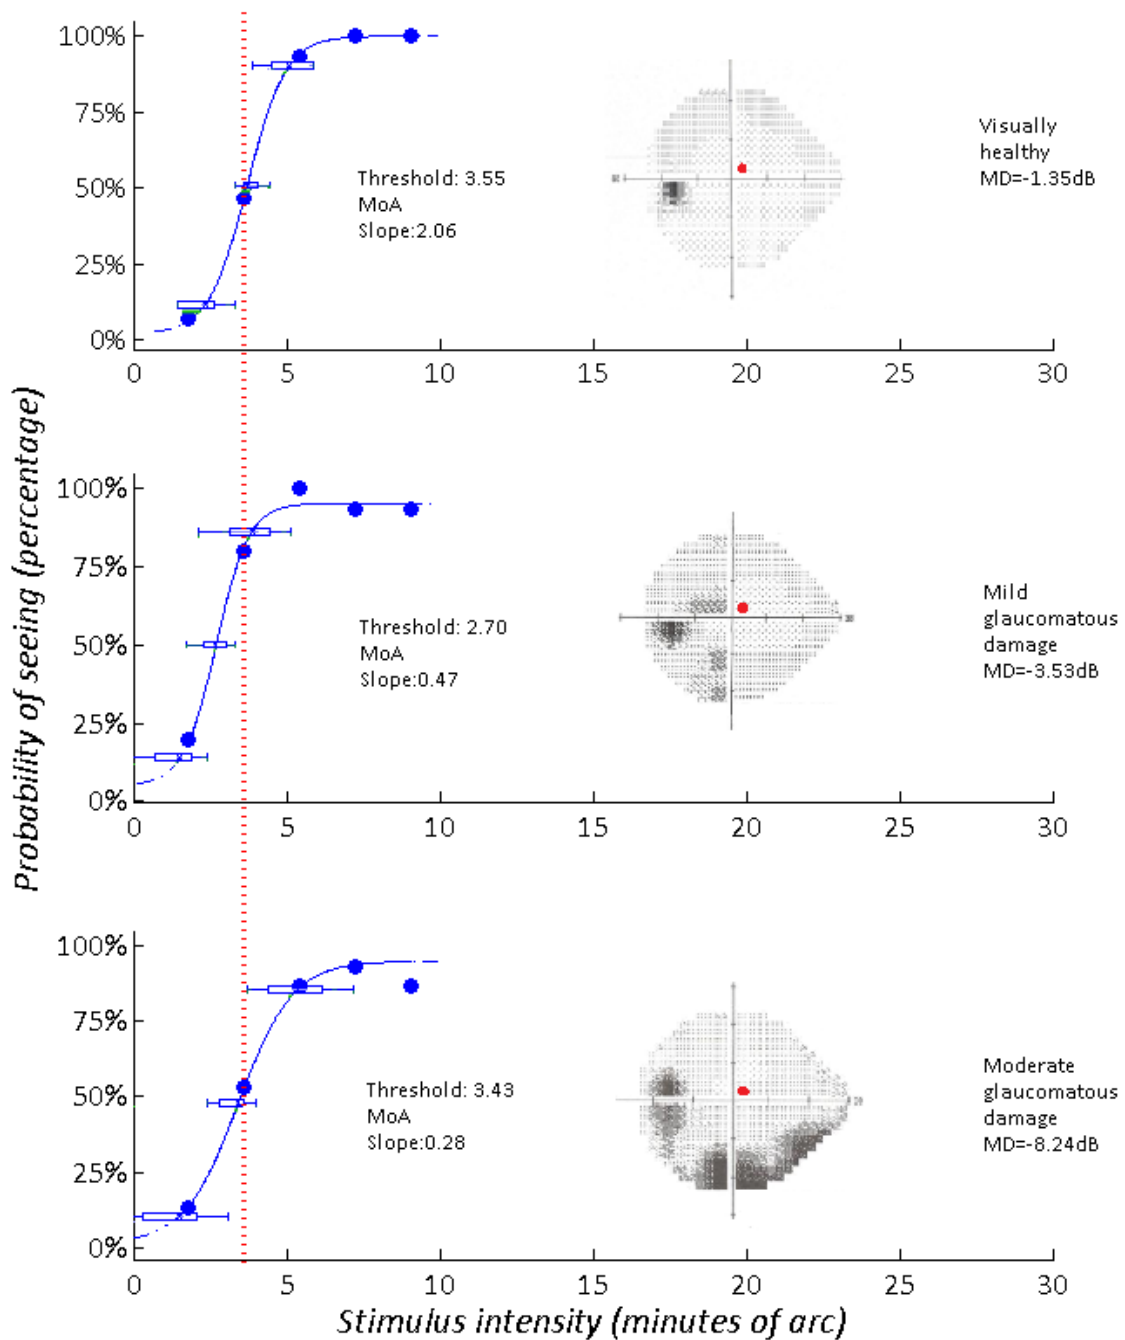 100%
75%
50%
25%
0%
0 5 10 15 20 25 30
Threshold: 3.55
MoA
Slope:2.06
Visually
healthy
MD=-1.35dB
Probability of seeing (percentage)
100%
75%
50%
25%
0%
0 5 10 15 20 25 30
Threshold: 2.70
MoA
Slope:0.47
Mild
glaucomatous
damage
MD=-3.53dB
100%
75%
50%
25%
0%
0 5 10 15 20 25 30
Threshold: 3.43
MoA
Slope:0.28
Moderate
glaucomatous
damage
MD=-8.24dB
Stimulus intensity (minutes of arc)